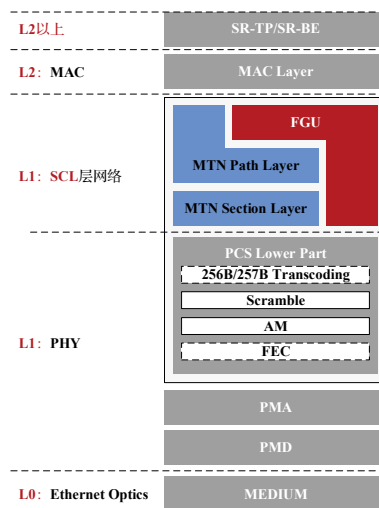 L2以上
SR-TP/SR-BE
L2: MAC
MAC Layer
FGU
L1: SCL层网络
MTN Path Layer
MTN Section Layer
PCS Lower Part
256B/257B Transcoding
Scramble
AM
L1: PHY
FEC
PMA
PMD
L0: Ethernet Optics
MEDIUM